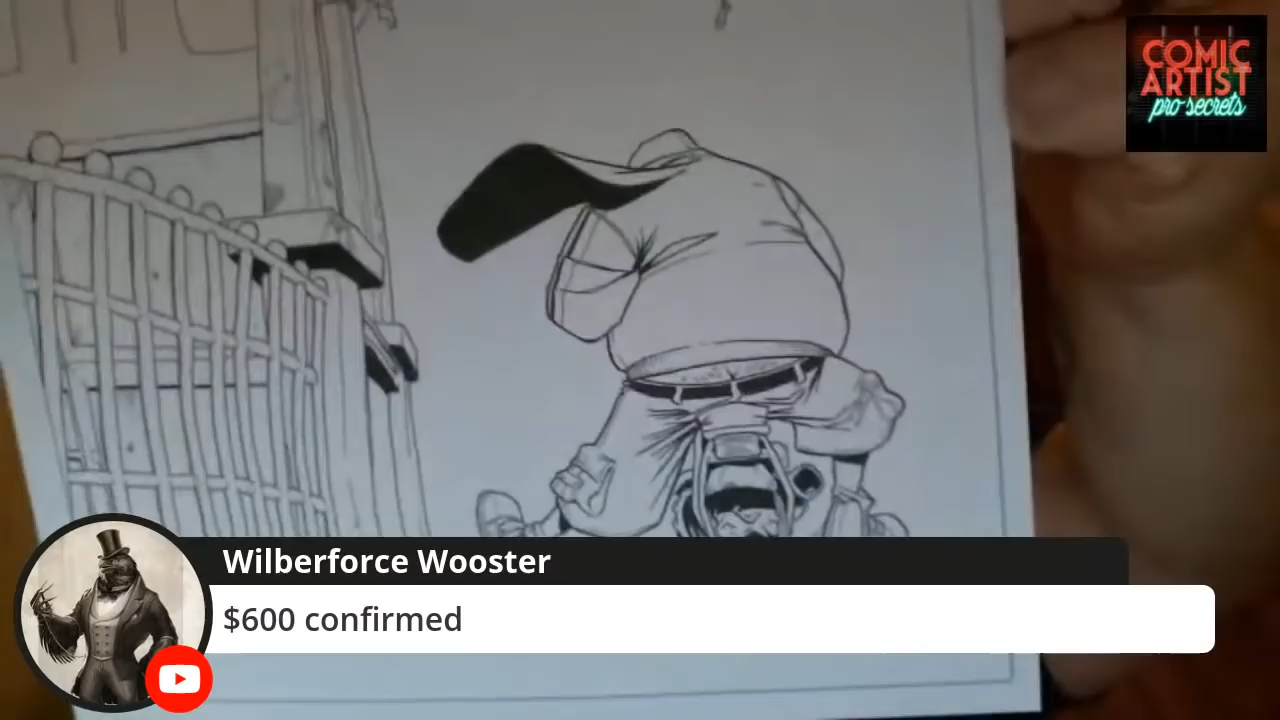 COMIC
ARTIST
pro secrets
Wilberforce Wooster
$600 confirmed